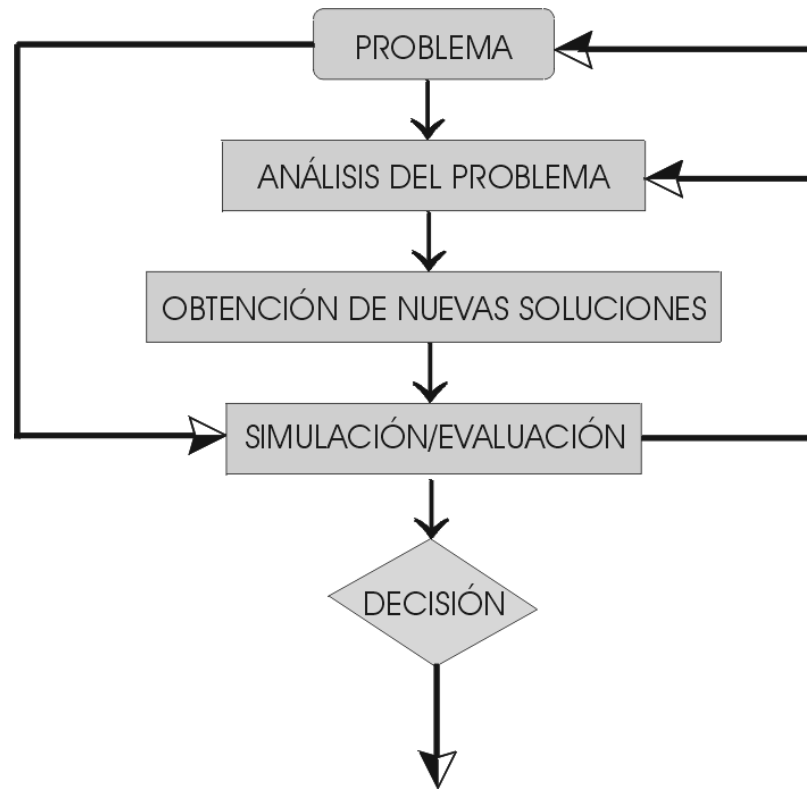 PROBLEMA
ANÁLISIS DEL PROBLEMA
OBTENCIÓN DE NUEVAS SOLUCIONES
SIMULACIÓN/EVALUACIÓN
DECISIÓN